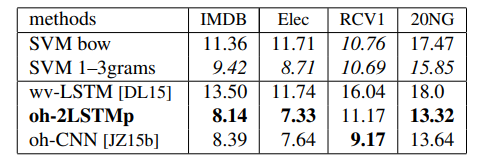 methods IMDB Elec RCV1 20NG
SVM bow 11.36 11.71 10.76 17.47
SVM 1–3grams 9.42 8.71 10.69 15.85
wv-LSTM [DL15] 13.50 11.74 16.04 18.0
oh-2LSTMp 8.14 7.33 11.17 13.32
oh-CNN [JZ15b] 8.39 7.64 9.17 13.64